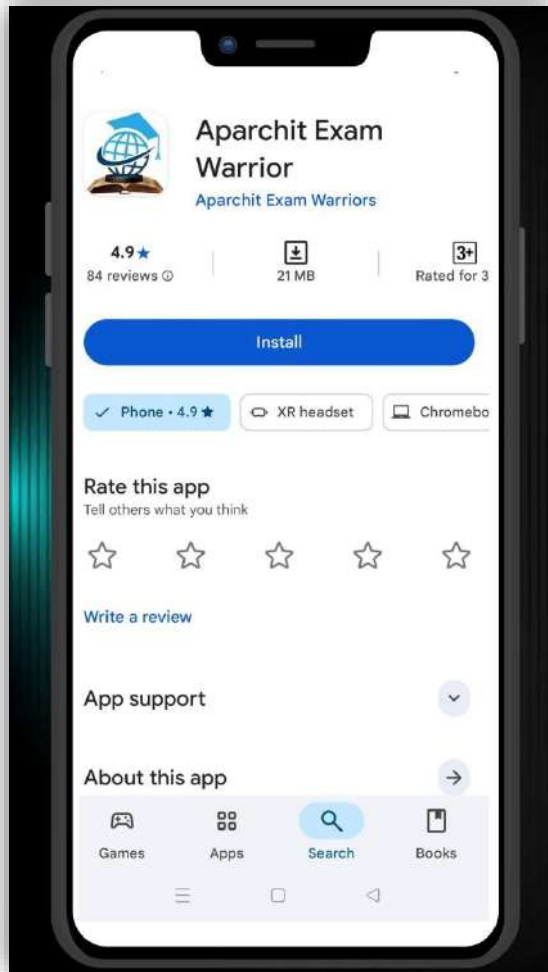 Aparchit Exam
Warrior
Aparchit Exam Warriors
4.9★
84 reviews
21 MB
3+
Rated for 3
Install
Phone • 4.9 ★
XR headset
Chromebo
Rate this app
Tell others what you think
Write a review
App support
About this app
Games
Apps
Search
Books